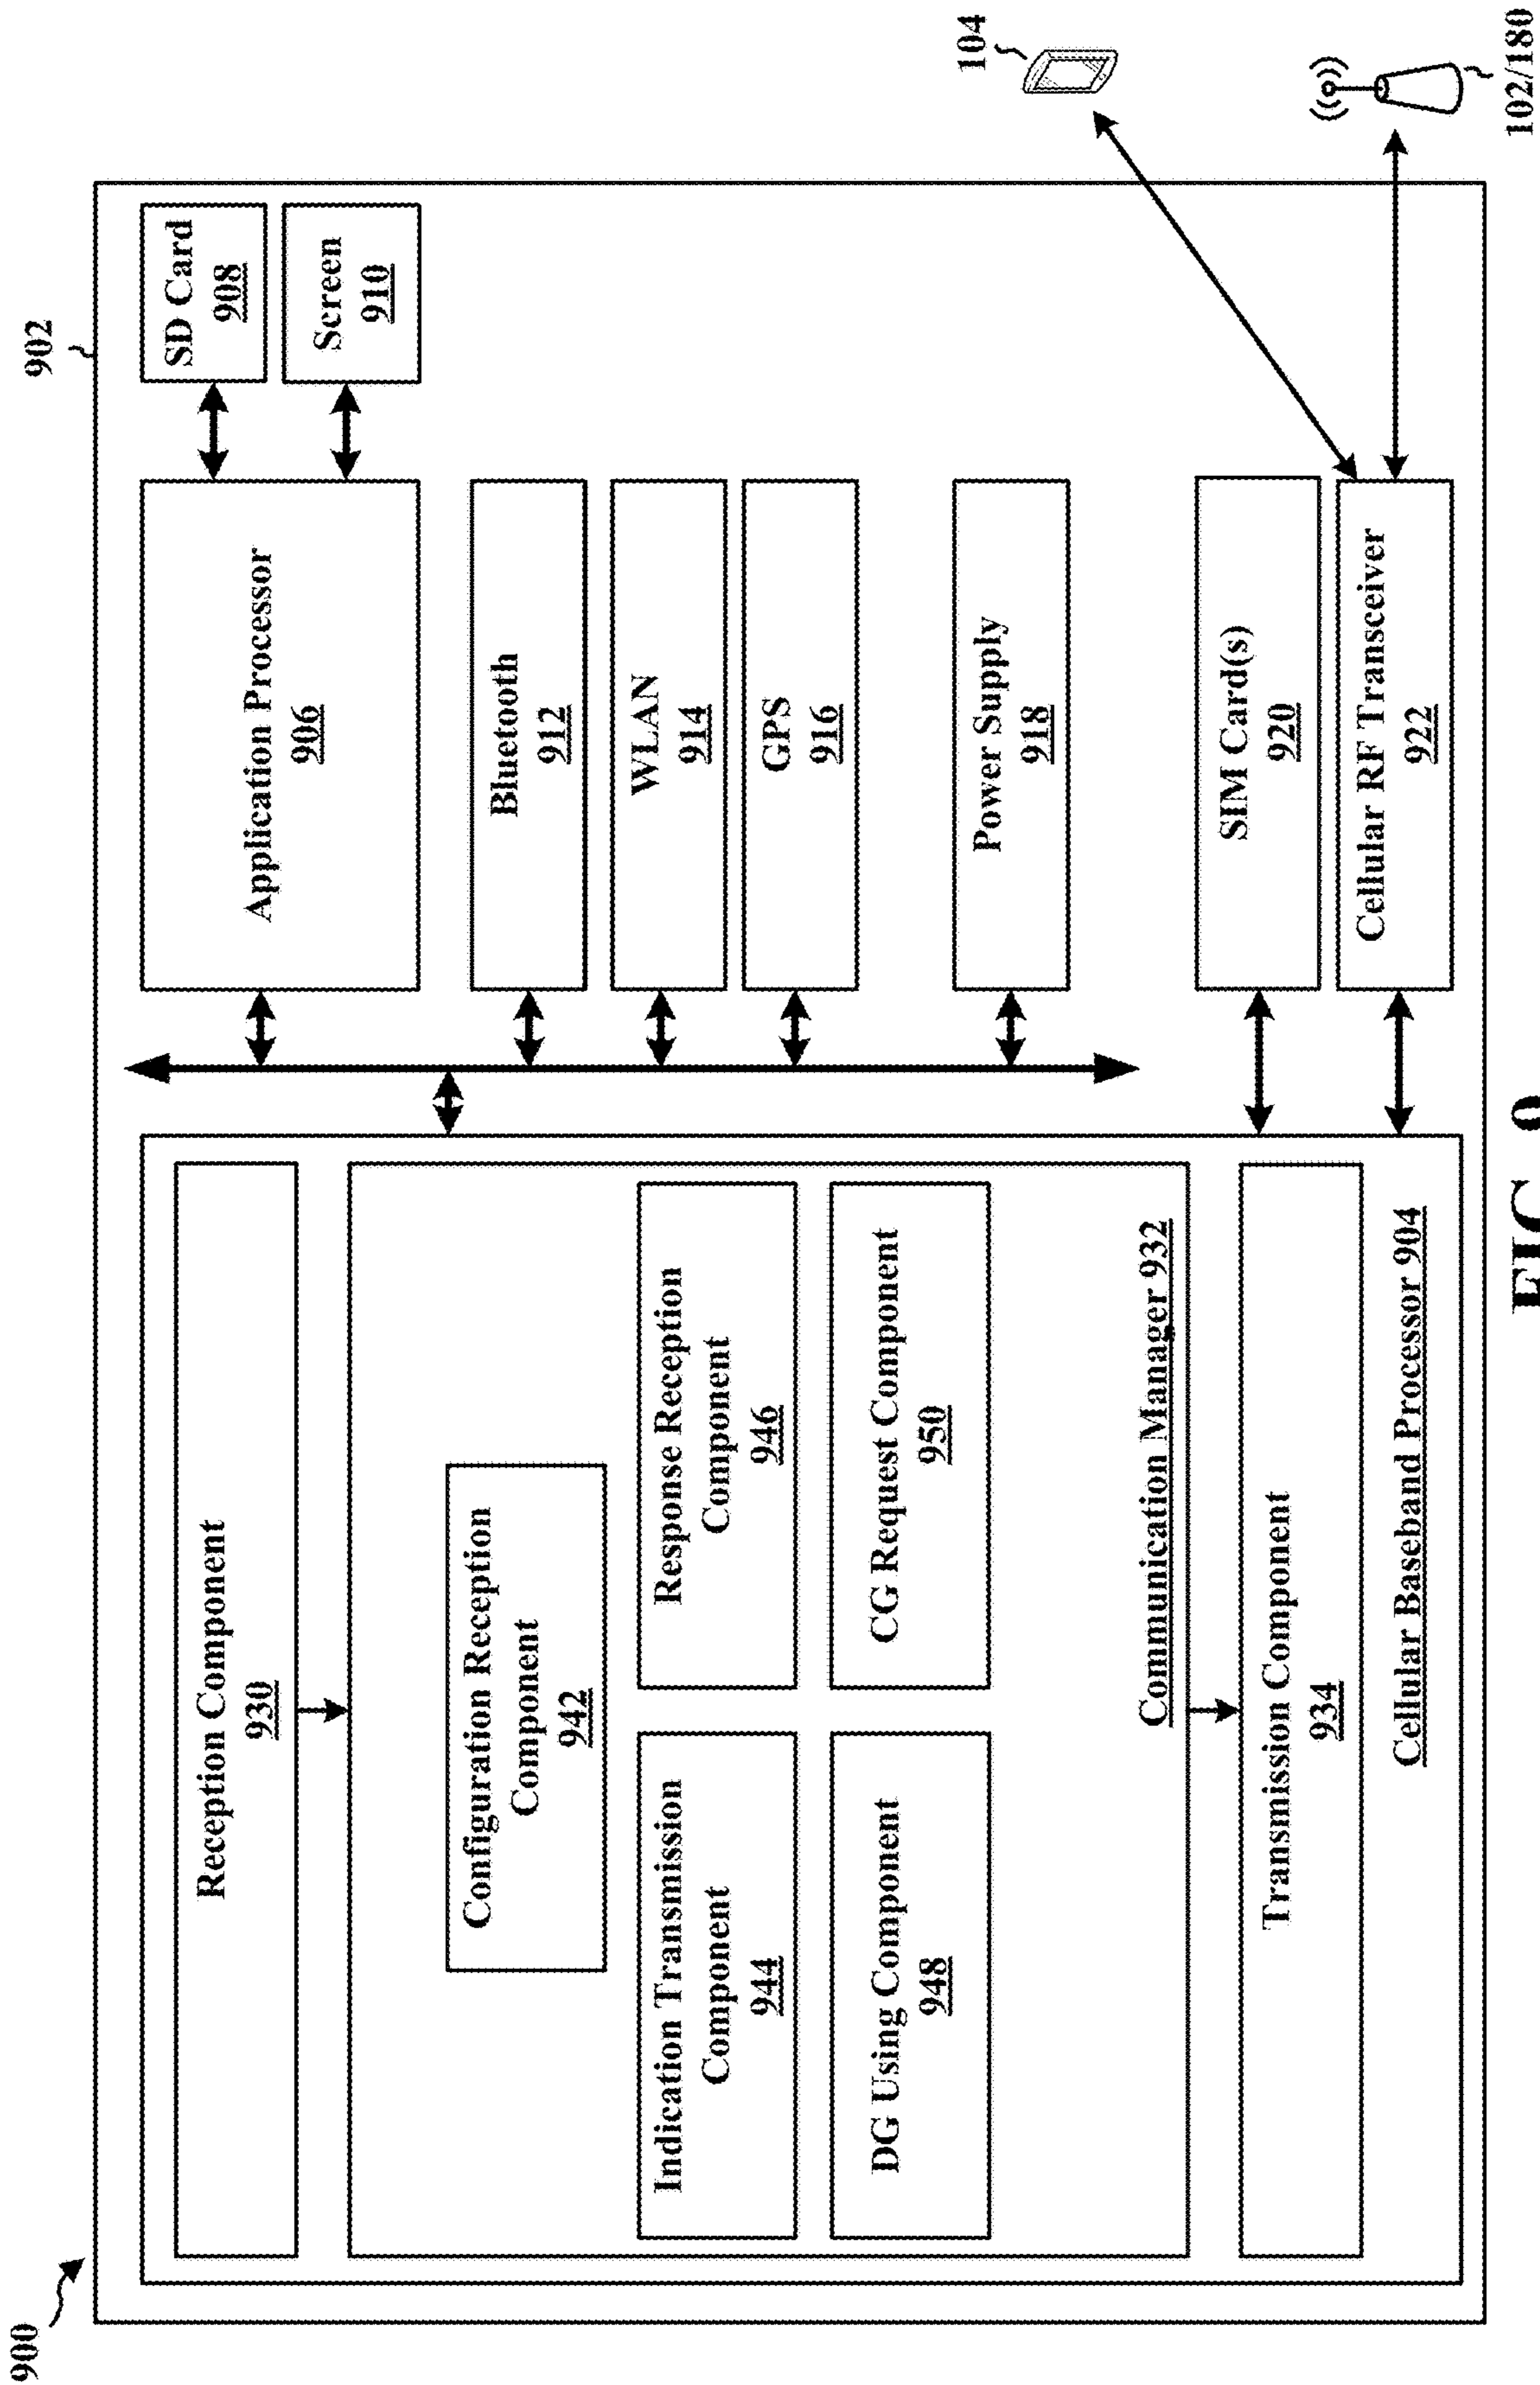 900
902
Reception Component
930
Configuration Reception
Component
942
Indication Transmission
Component
944
Response Reception
Component
946
DG Using Component
948
CG Request Component
950
Communication Manager 932
Transmission Component
934
Cellular Baseband Processor 904
Application Processor
906
SD Card
908
Screen
910
Bluetooth
912
WLAN
914
GPS
916
Power Supply
918
SIM Card(s)
920
Cellular RF Transceiver
922
104
102/180
FIG. 9